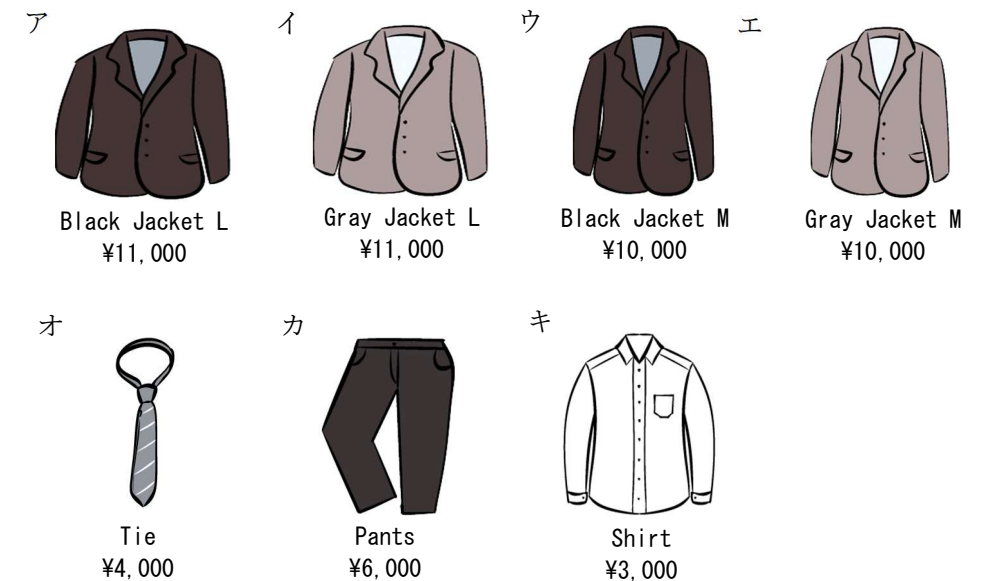 ア
イ
ウ
エ
Black Jacket L
Gray Jacket L
Black Jacket M
Gray Jacket M
¥11,000
¥11,000
¥10,000
¥10,000
オ
カ
キ
Tie
Pants
Shirt
¥4,000
¥6,000
¥3,000